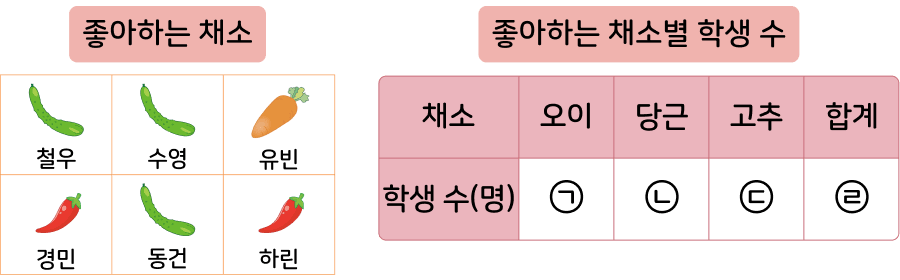 좋아하는 채소
철우 수영 유빈
경민 동건 하린
좋아하는 채소별 학생 수
채소 오이 당근 고추 합계
학생 수(명) ㉠ ㉡ ㉢ ㉣